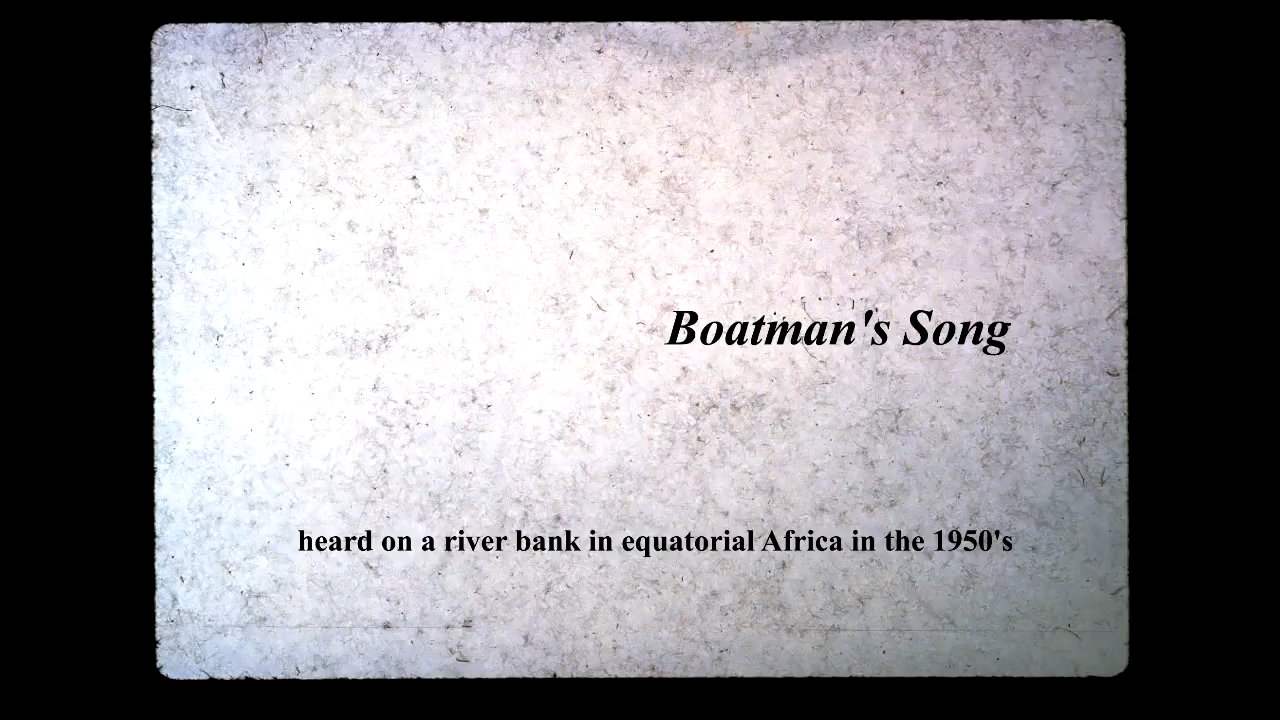 Boatman's Song
heard on a river bank in equatorial Africa in the 1950's